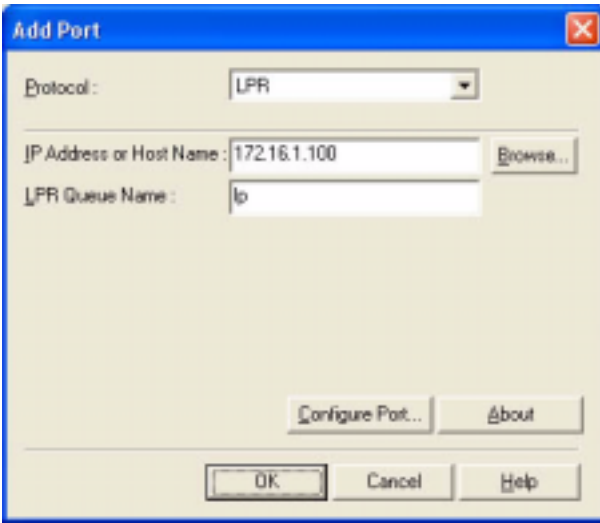 Add Port
Protocol : LPR
IP Address or Host Name : 172.16.1.100 Browse...
LPR Queue Name : lp
Configure Port... About
OK Cancel Help